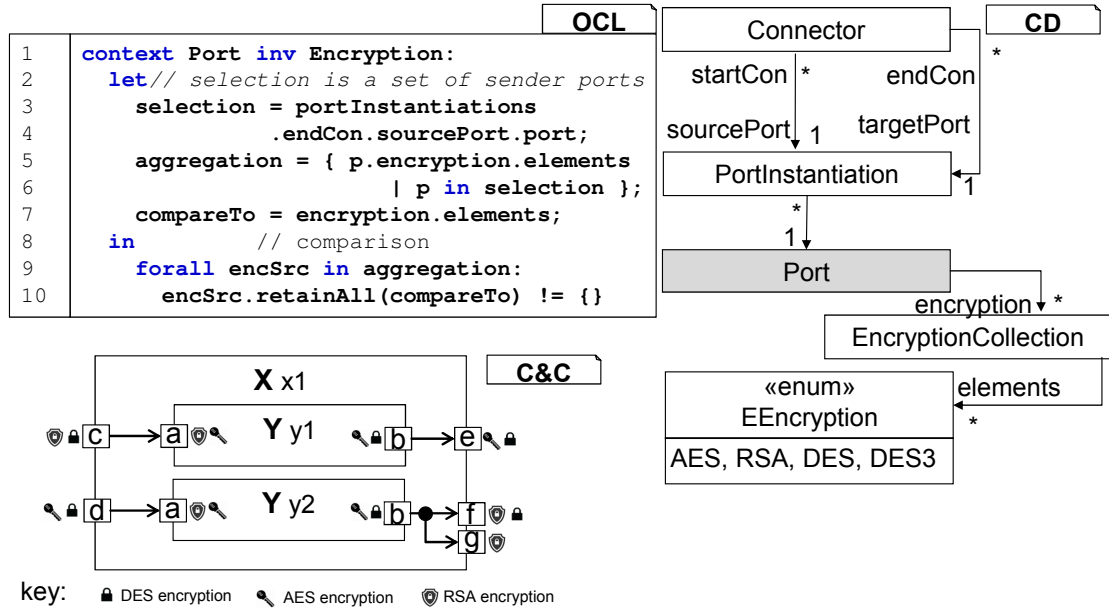 OCL
1 context Port inv Encryption:
2 let// selection is a set of sender ports
3 selection = portInstantiations
4 .endCon.sourcePort.port;
5 aggregation = { p.encryption.elements
6 | p in selection };
7 compareTo = encryption.elements;
8 in // comparison
9 forall encSrc in aggregation:
10 encSrc.retainAll(compareTo) != {}
CD
Connector
*
startCon * endCon
sourcePort 1 targetPort
PortInstantiation
1
*
1
Port
encryption *
EncryptionCollection
«enum»
EEncryption
elements
*
AES, RSA, DES, DES3
C&C
X x1
c a Y y1 b e
d a Y y2 b f
g
key: DES encryption AES encryption RSA encryption